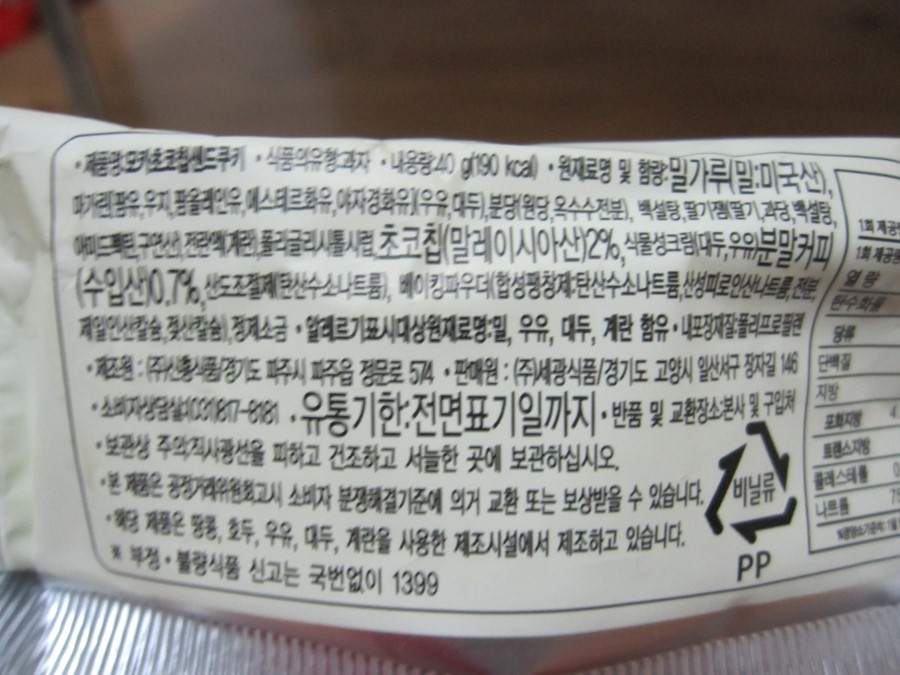 •제품명:모카초코칩샌드쿠키 •식품의유형:과자 •내용량:40 g(190 kcal) •원재료명 및 함량:밀가루(밀:미국산),
마가린(팜유,우지,팜올레인유,에스테르화유,야자경화유)(우유,대두),분당(원당,옥수수전분), 백설탕,딸기잼(딸기,과당,백설탕,
아미드펙틴,구연산),전란액(계란),폴리글리시톨시럽,초코칩(말레이시아산)2%,식물성크림(대두,우유)분말커피
(수입산)0.7%,산도조절제(탄산수소나트륨), 베이킹파우더(합성팽창제:탄산수소나트륨,산성피로인산나트륨,전분,
제일인산칼슘,젖산칼슘),정제소금 •알레르기표시대상원재료명:밀, 우유, 대두, 계란 함유•내포장재질:폴리프로필렌
•제조원 : (주)신흥식품/경기도 파주시 파주읍 정문로 574 •판매원 : (주)세광식품/경기도 고양시 일산서구 장자길 146
•소비자상담실:(031)817-8181 •유통기한:전면표기일까지•반품 및 교환장소:본사 및 구입처
•보관상 주의:직사광선을 피하고 건조하고 서늘한 곳에 보관하십시오.
•본 제품은 공정거래위원회고시 소비자 분쟁해결기준에 의거 교환 또는 보상받을 수 있습니다.
•해당 제품은 땅콩, 호두, 우유, 대두, 계란을 사용한 제조시설에서 제조하고 있습니다.
※ 부정•불량식품 신고는 국번없이 1399
비닐류
PP
1회 제공
1회 제공
열량
탄수화물
당류
단백질
지방
포화지방 4
트랜스지방
콜레스테롤 0
나트륨